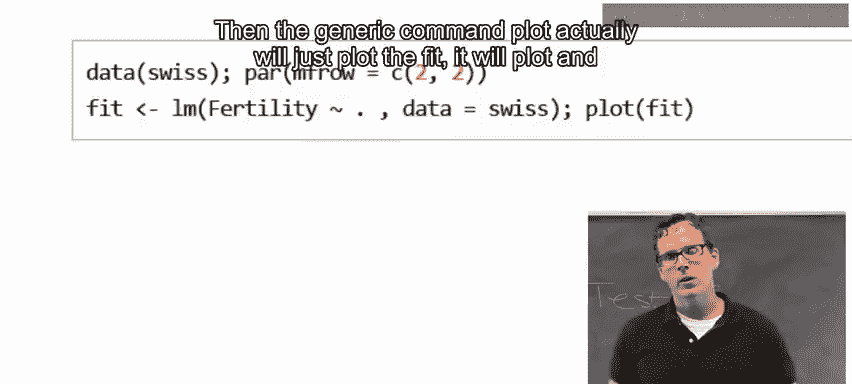 Then the generic command plot actually
will just plot the fit, it will plot and
data(swiss); par(mfrow = c(2, 2))
fit <- lm(Fertility ~ . , data = swiss); plot(fit)
Test